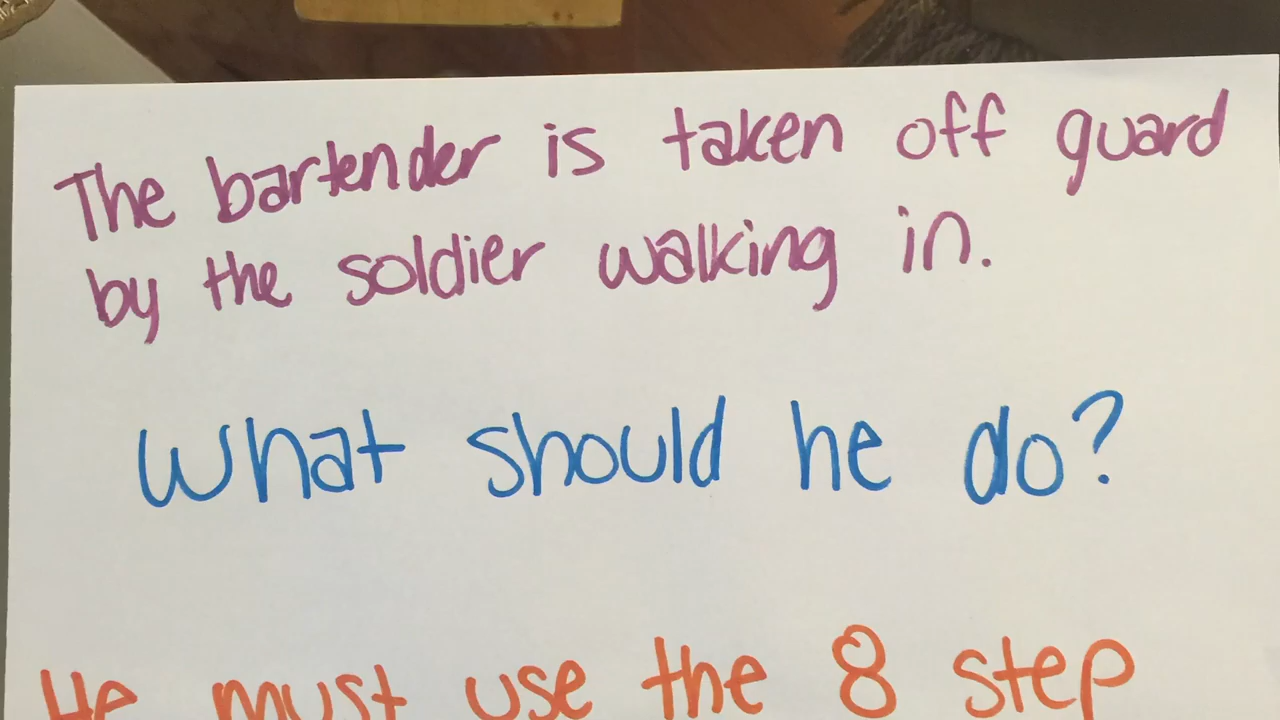 The bartender is taken off guard
by the soldier walking in.
What should he do?
He must use the 8 step